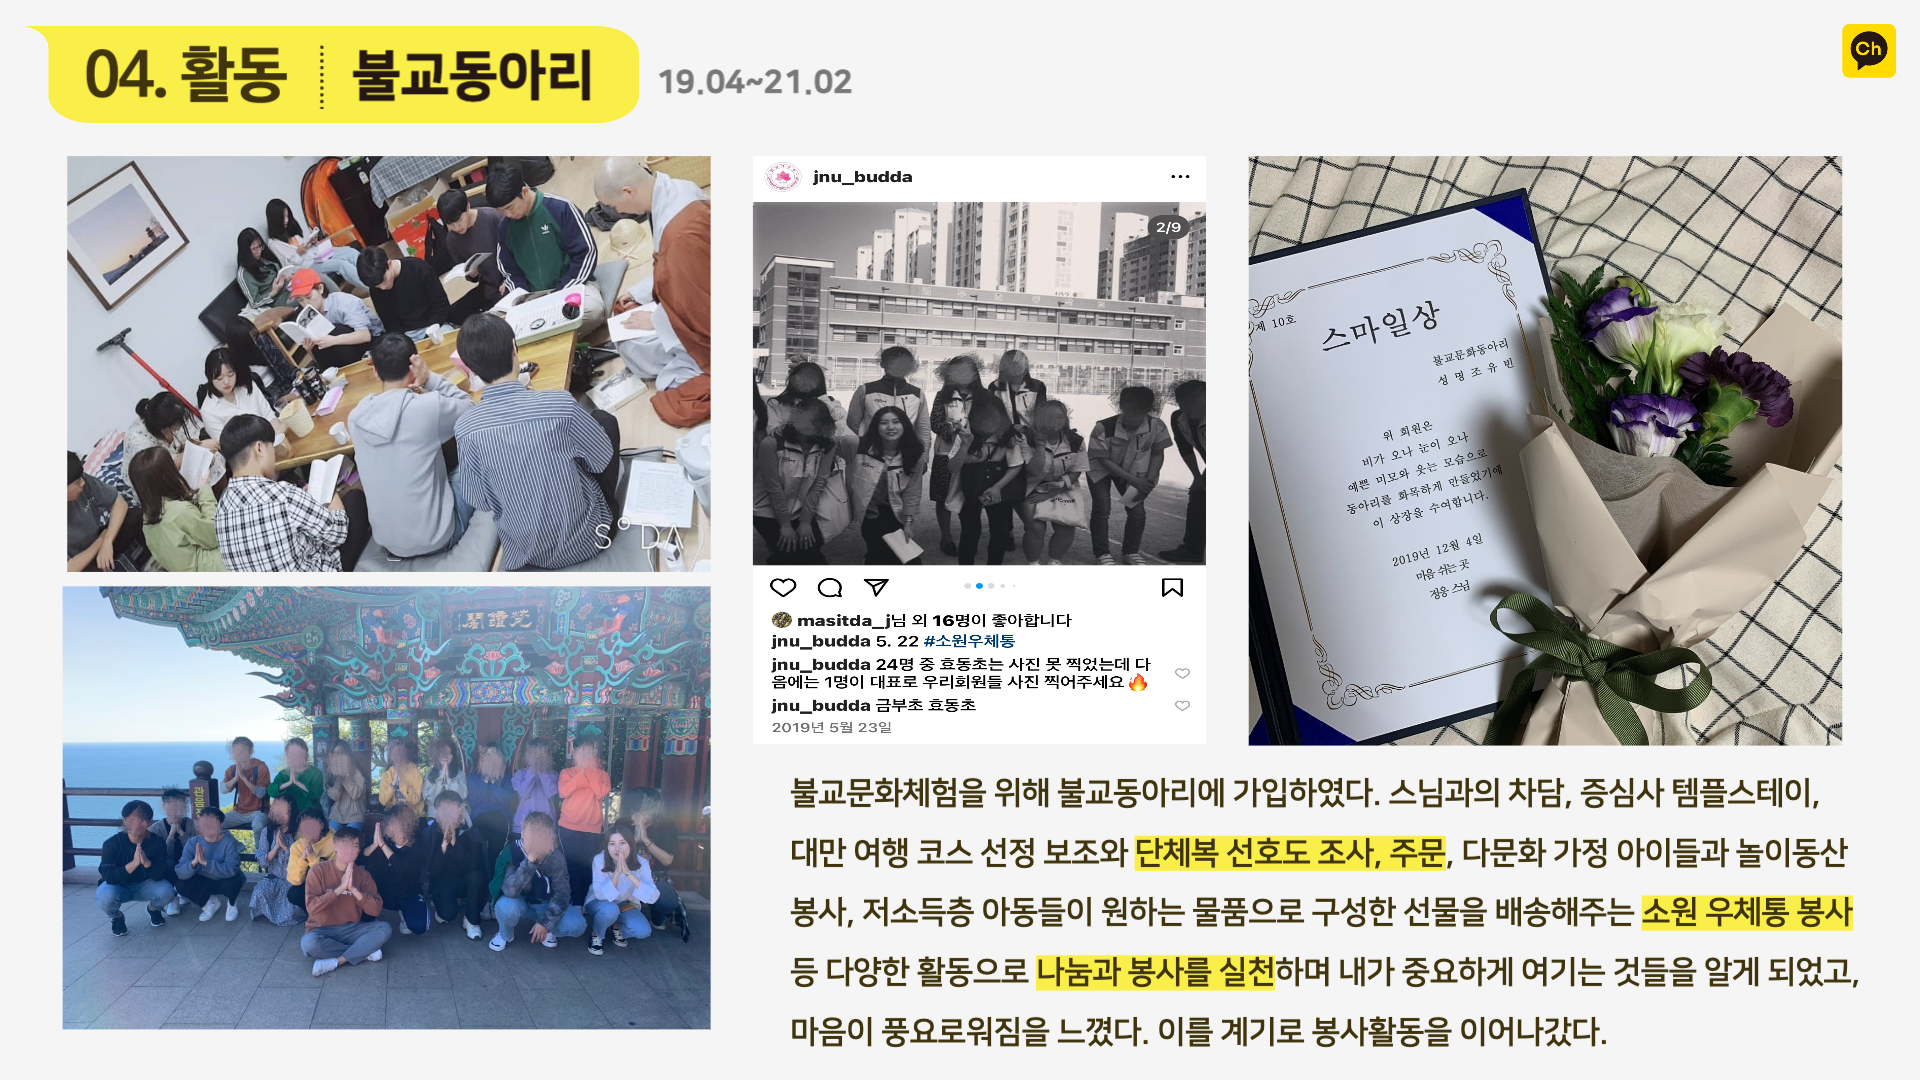 04. 활동
불교동아리
19.04~21.02
Ch
S DA
jnu_budda
2/9
masitda_j님 외 16명이 좋아합니다
jnu_budda 5. 22 #소원우체통
jnu_budda 24명 중 효동초는 사진 못 찍었는데 다
음에는 1명이 대표로 우리회원들 사진 찍어주세요🔥
jnu_budda 금부초 효동초
2019년 5월 23일
제 10호
스마일상
불교문화동아리
성 명 조 유 빈
위 회원은
비가 오나 눈이 오나
예쁜 미모와 웃는 모습으로
동아리를 화목하게 만들었기에
이 상장을 수여합니다.
2019년 12월 4일
마음 쉬는 곳
정응 스님
梵鐘閣
불교문화체험을 위해 불교동아리에 가입하였다. 스님과의 차담, 증심사 템플스테이,
대만 여행 코스 선정 보조와 단체복 선호도 조사, 주문, 다문화 가정 아이들과 놀이동산
봉사, 저소득층 아동들이 원하는 물품으로 구성한 선물을 배송해주는 소원 우체통 봉사
등 다양한 활동으로 나눔과 봉사를 실천하며 내가 중요하게 여기는 것들을 알게 되었고,
마음이 풍요로워짐을 느꼈다. 이를 계기로 봉사활동을 이어나갔다.